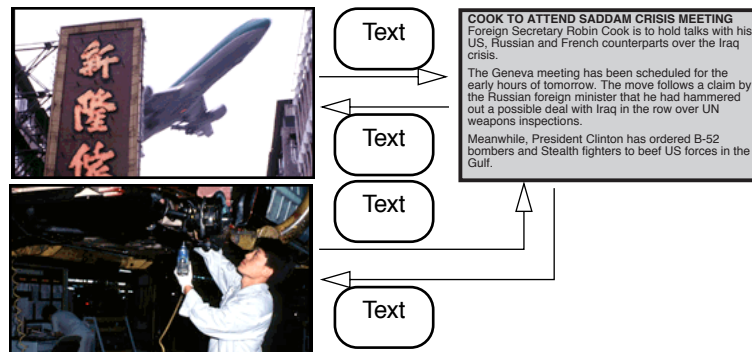 新隆
Text
COOK TO ATTEND SADDAM CRISIS MEETING
Foreign Secretary Robin Cook is to hold talks with his
US, Russian and French counterparts over the Iraq
crisis.
The Geneva meeting has been scheduled for the
early hours of tomorrow. The move follows a claim by
the Russian foreign minister that he had hammered
out a possible deal with Iraq in the row over UN
weapons inspections.
Meanwhile, President Clinton has ordered B-52
bombers and Stealth fighters to beef US forces in the
Gulf.
Text
Text
Text